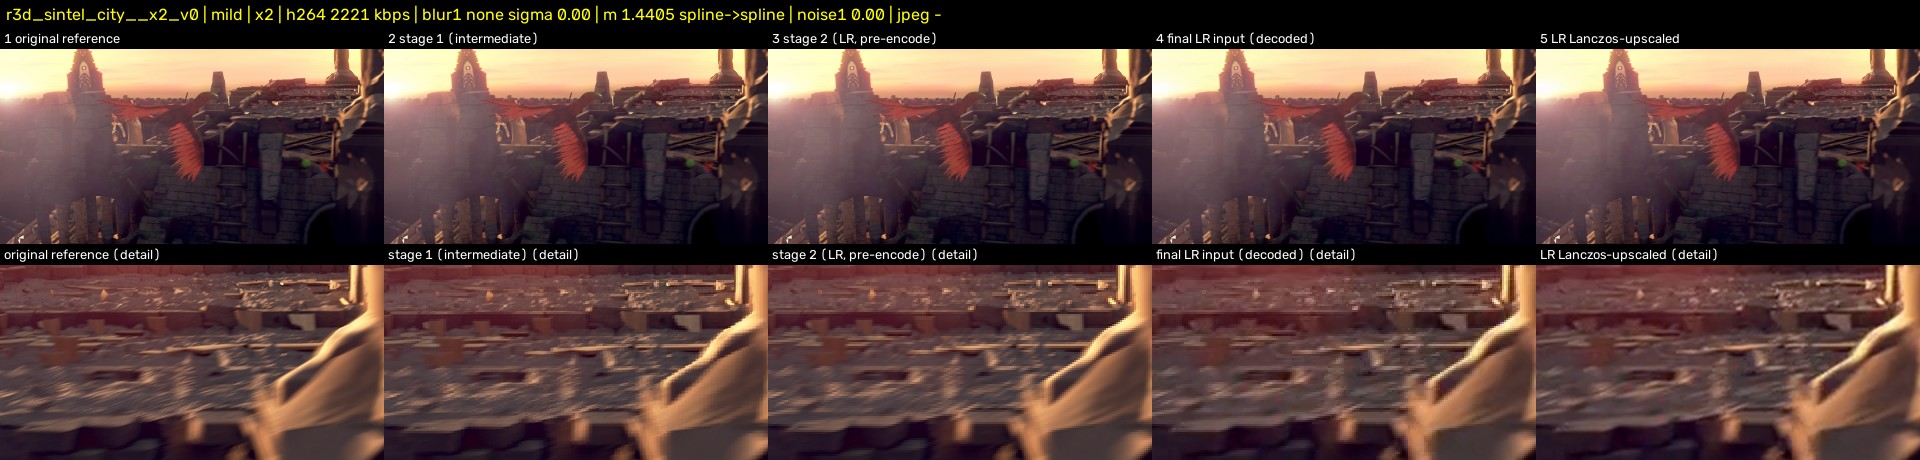 r3d_sintel_city__x2_v0 | mild | x2 | h264 2221 kbps | blur1 none sigma 0.00 | m 1.4405 spline->spline | noise1 0.00 | jpeg -
1 original reference
2 stage 1 (intermediate)
3 stage 2 (LR, pre-encode)
4 final LR input (decoded)
5 LR Lanczos-upscaled
original reference (detail)
stage 1 (intermediate) (detail)
stage 2 (LR, pre-encode) (detail)
final LR input (decoded) (detail)
LR Lanczos-upscaled (detail)